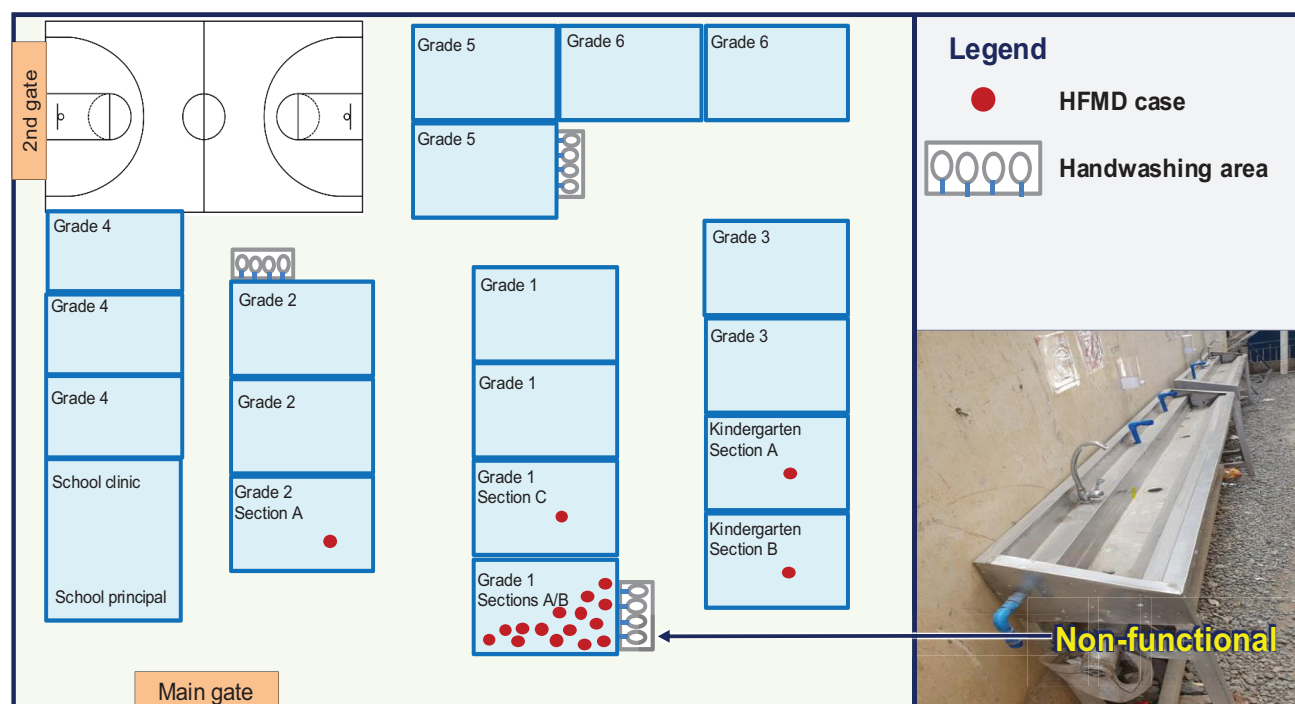 2nd gate
Grade 5
Grade 6
Grade 6
Grade 5
Grade 4
Grade 4
Grade 4
School clinic
School principal
Grade 2
Grade 2
Grade 2
Section A
Grade 1
Grade 1
Grade 1
Section C
Grade 1
Sections A/B
Grade 3
Grade 3
Kindergarten
Section A
Kindergarten
Section B
Main gate
Legend
HFMD case
Handwashing area
Non-functional